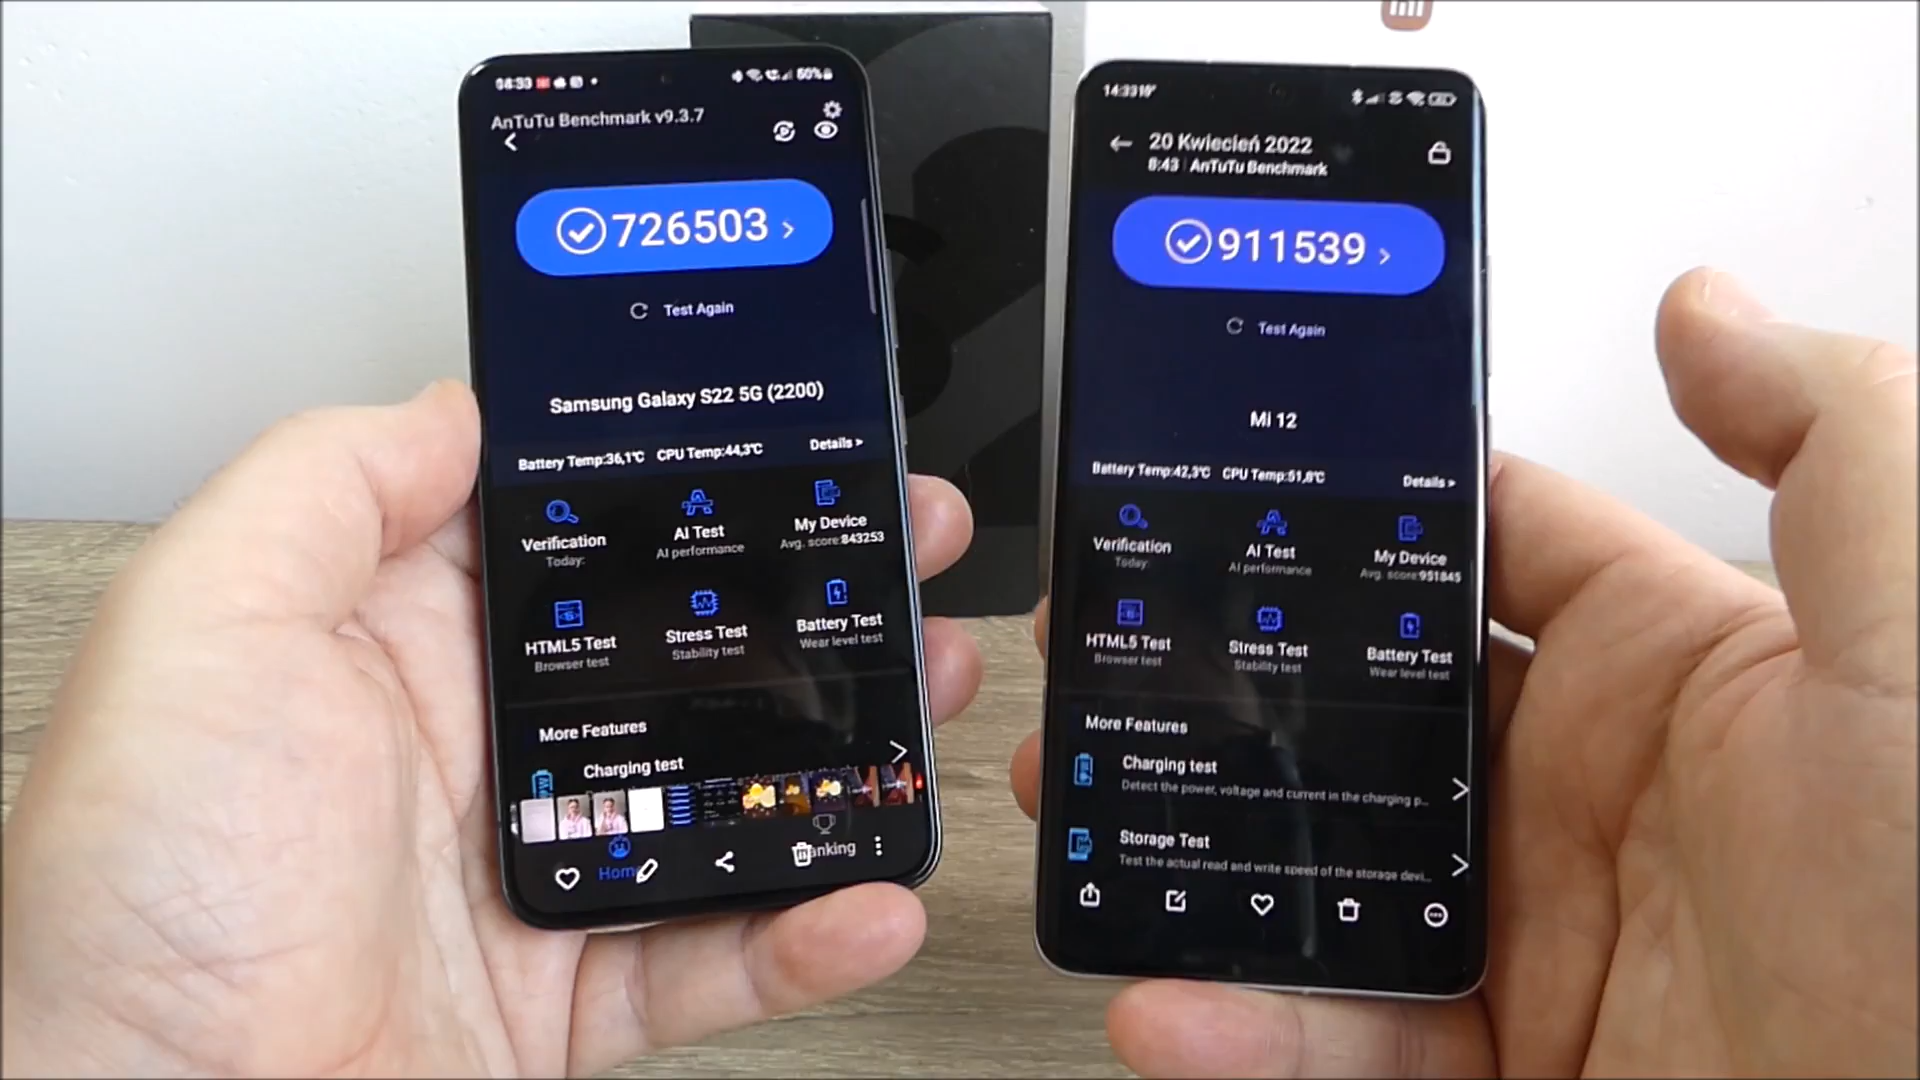 50%
AnTuTu Benchmark v9.3.7
726503
Test Again
Samsung Galaxy S22 5G (2200)
Battery Temp:36,1℃ CPU Temp:44,3℃ Details >
Verification
Today:
AI Test
AI performance
My Device
Avg. score:843253
HTML5 Test
Browser test
Stress Test
Stability test
Battery Test
Wear level test
More Features
Charging test
Home
Ranking
20 Kwiecień 2022
8:43 AnTuTu Benchmark
911539
Test Again
Mi 12
Battery Temp:42,3℃ CPU Temp:51,8℃ Details >
Verification
Today:
AI Test
AI performance
My Device
Avg. score:951845
HTML5 Test
Browser test
Stress Test
Stability test
Battery Test
Wear level test
More Features
Charging test
Detect the power, voltage and current in the charging p...
Storage Test
Test the actual read and write speed of the storage devi...